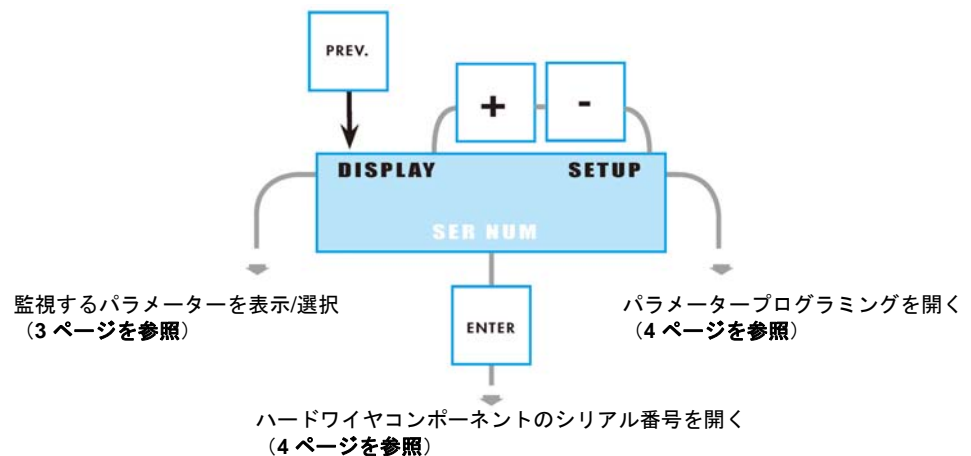 PREV.
+ -
DISPLAY SETUP
SER NUM
監視するパラメーターを表示/選択
（3 ページを参照）
パラメータープログラミングを開く
（4 ページを参照）
ENTER
ハードワイヤコンポーネントのシリアル番号を開く
（4 ページを参照）